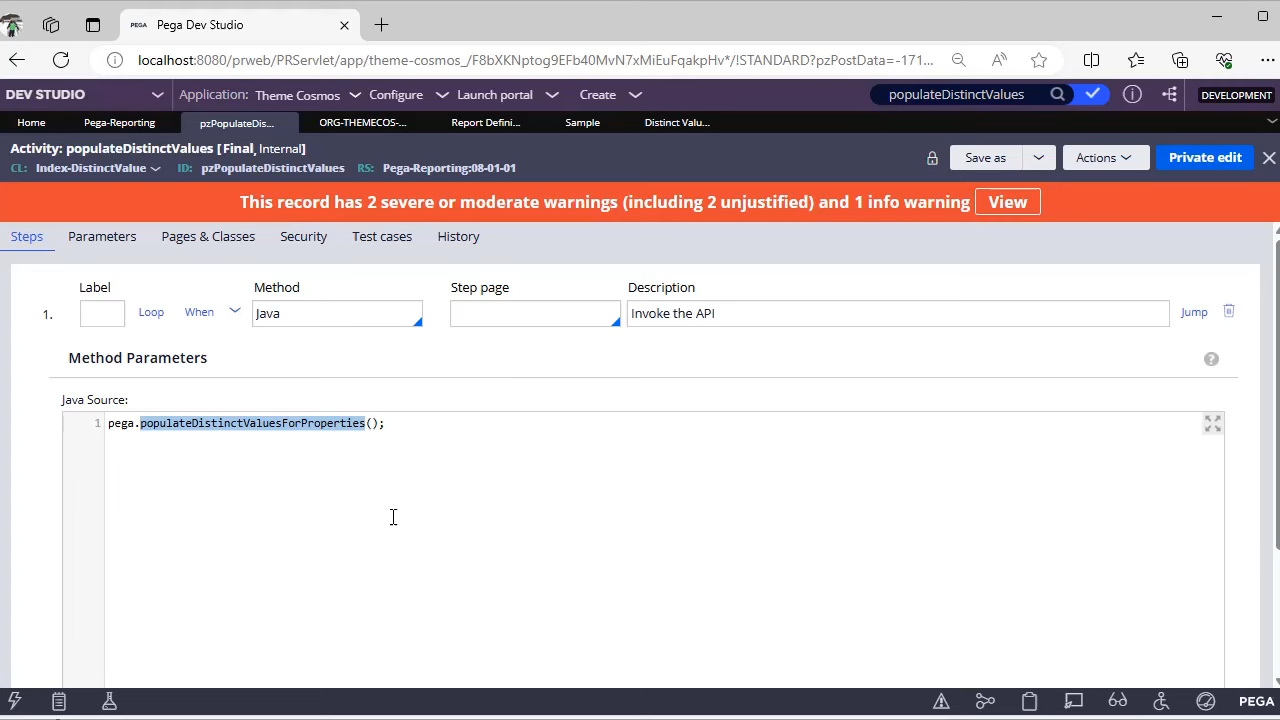 PEGA Pega Dev Studio
localhost:8080/prweb/PRServlet/app/theme-cosmos_/F8bXKNptog9EFb40MvN7xMiEuFqakpHv*/!STANDARD?pzPostData=-171...
DEV STUDIO Application: Theme Cosmos Configure Launch portal Create populateDistinctValues DEVELOPMENT
Home Pega-Reporting pzPopulateDis... ORG-THEMECOS-... Report Defini... Sample Distinct Valu...
Activity: populateDistinctValues [Final, Internal]
CL: Index-DistinctValue ID: pzPopulateDistinctValues RS: Pega-Reporting:08-01-01
Save as Actions Private edit
This record has 2 severe or moderate warnings (including 2 unjustified) and 1 info warning View
Steps Parameters Pages & Classes Security Test cases History
Label Method Step page Description
1. Loop When Java Invoke the API Jump
Method Parameters
Java Source:
1 pega.populateDistinctValuesForProperties();
PEGA